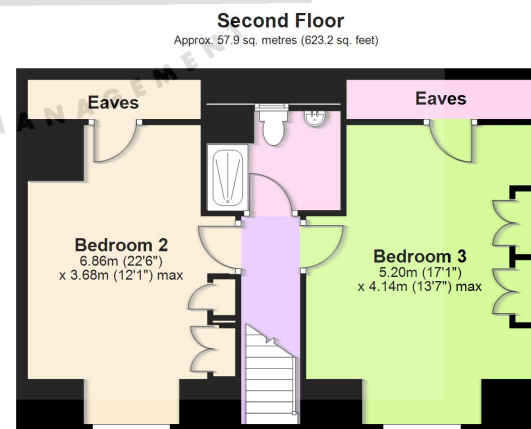 Second Floor
Approx. 57.9 sq. metres (623.2 sq. feet)
MANAGEMENT
Eaves
Eaves
Bedroom 2
6.86m (22'6")
x 3.68m (12'1") max
Bedroom 3
5.20m (17'1")
x 4.14m (13'7") max